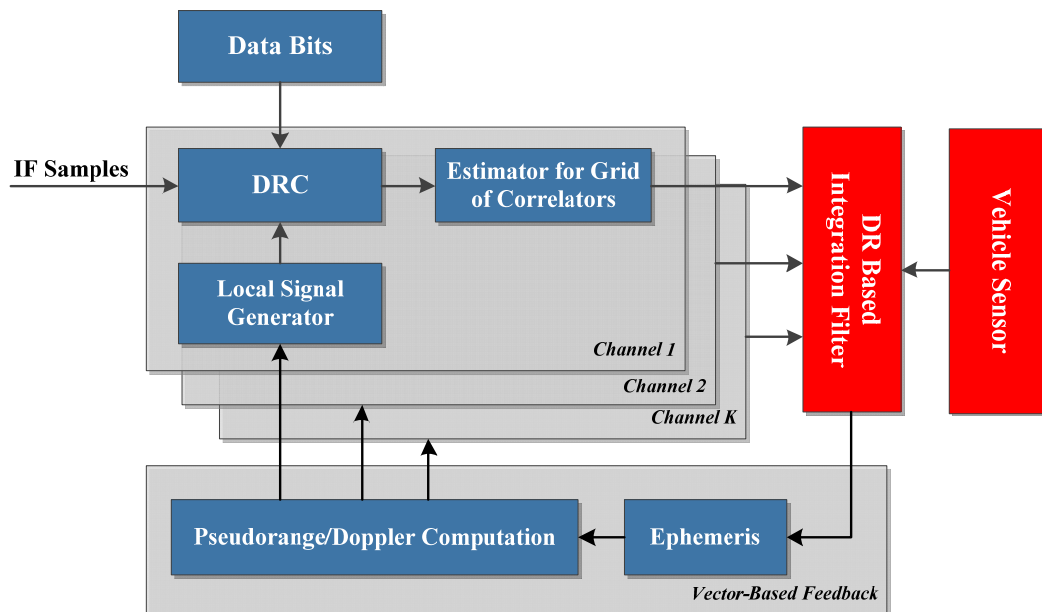 Data Bits
IF Samples
DRC
Estimator for Grid
of Correlators
Local Signal
Generator
Channel 1
Channel 2
Channel K
DR Based
Integration Filter
Vehicle Sensor
Pseudorange/Doppler Computation
Ephemeris
Vector-Based Feedback